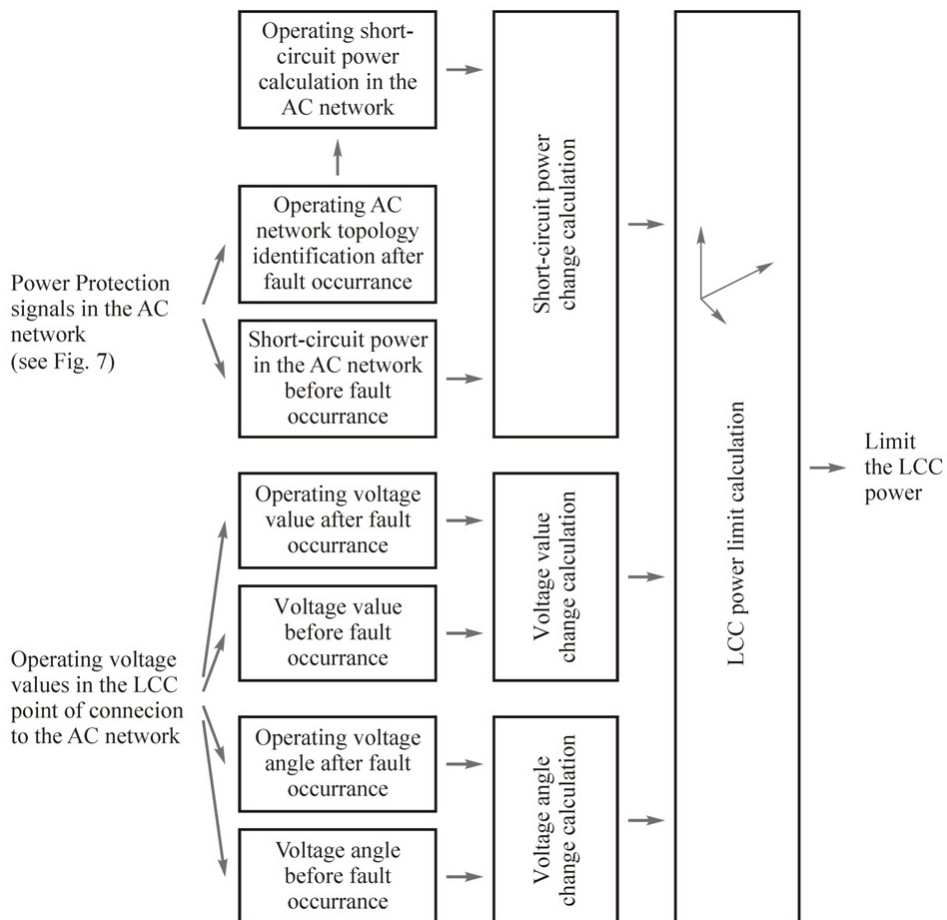 Operating short-
circuit power
calculation in the
AC network
Operating AC
network topology
identification after
fault occurrence
Power Protection
signals in the AC
network
(see Fig. 7)
Short-circuit power
in the AC network
before fault
occurrance
Short-circuit power
change calculation
Operating voltage
value after fault
occurrance
Voltage value
before fault
occurrance
Voltage value
change calculation
Operating voltage
values in the LCC
point of connecion
to the AC network
Operating voltage
angle after fault
occurrance
Voltage angle
before fault
occurrance
Voltage angle
change calculation
LCC power limit calculation
Limit
the LCC
power